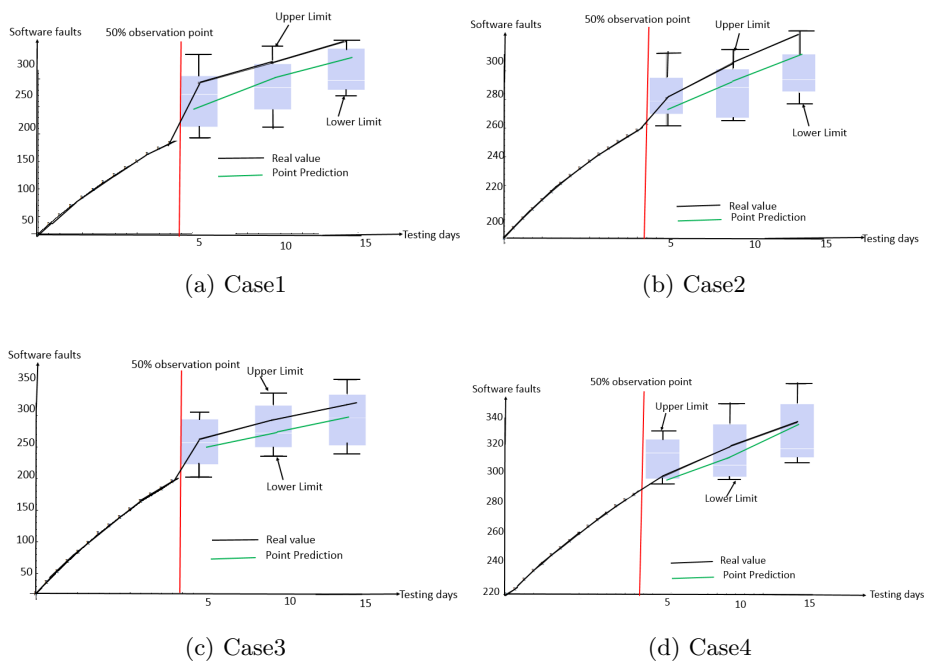 Software faults
50% observation point
Upper Limit
300
250
200
150
100
50
Lower Limit
Real value
Point Prediction
5
10
15
Testing days
(a) Case1
Software faults
50% observation point
Upper Limit
300
280
260
240
220
200
Lower Limit
Real value
Point Prediction
5
10
15
Testing days
(b) Case2
Software faults
50% observation point
Upper Limit
350
300
250
200
150
100
50
Lower Limit
Real value
Point Prediction
5
10
15
Testing days
(c) Case3
Software faults
50% observation point
Upper Limit
340
320
300
280
260
240
220
Lower Limit
Real value
Point Prediction
5
10
15
Testing days
(d) Case4